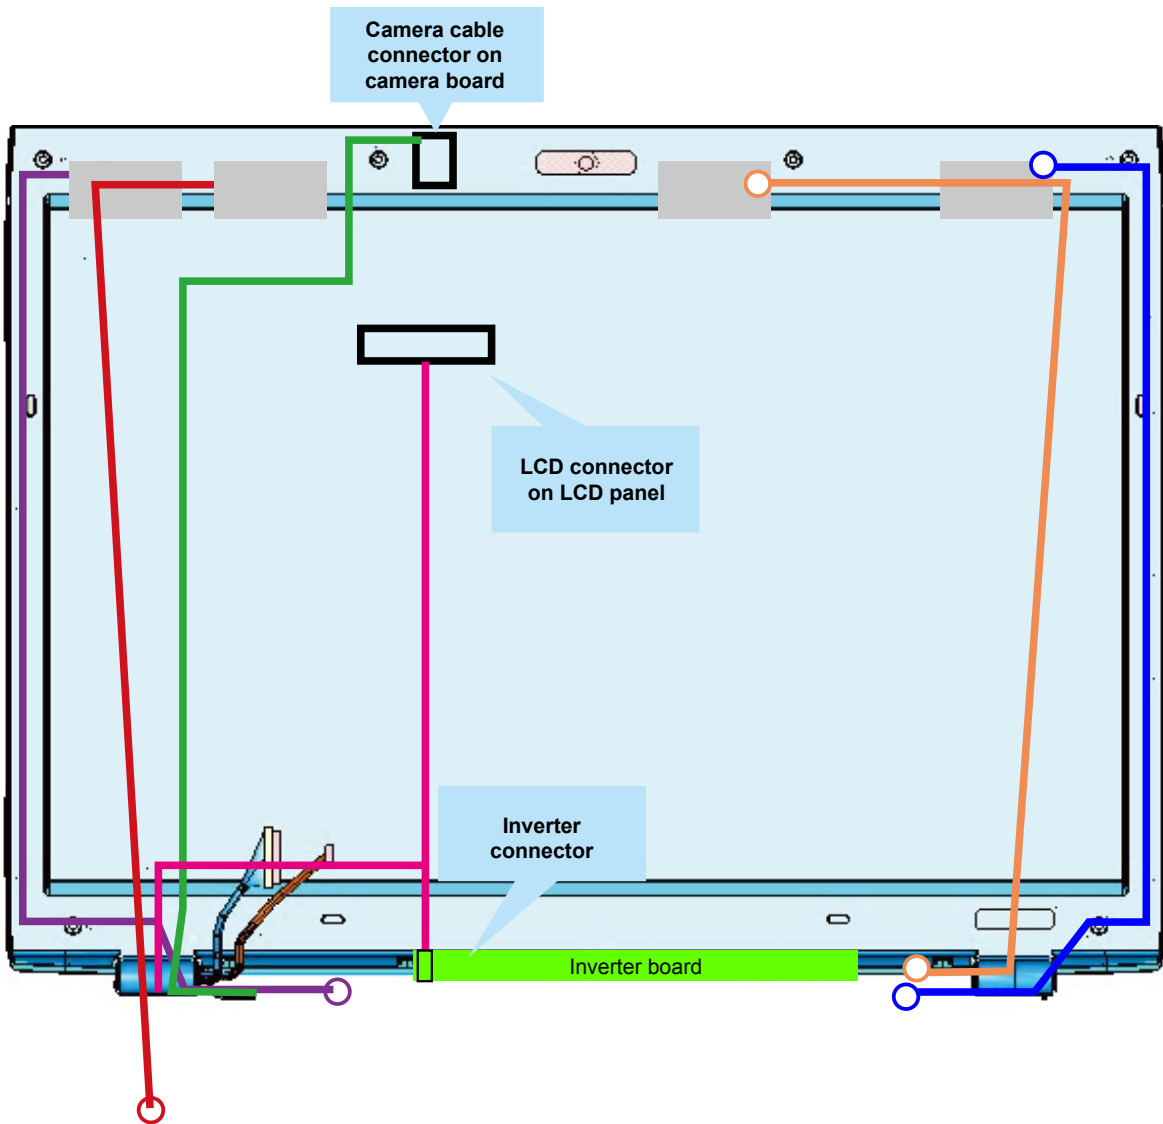 Camera cable
connector on
camera board
LCD connector
on LCD panel
Inverter
connector
Inverter board